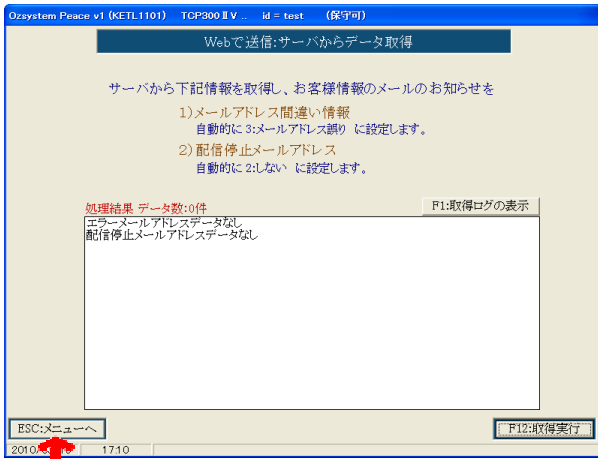 Ozsystem Peace v1 (KETL1101) TCP300ⅡV .. id = test (保守可)
Webで送信:サーバからデータ取得
サーバから下記情報を取得し、お客様情報のメールのお知らせを
1)メールアドレス間違い情報
自動的に 3:メールアドレス誤り に設定します。
2)配信停止メールアドレス
自動的に 2:しない に設定します。
処理結果 データ数:0件
F1:取得ログの表示
エラーメールアドレスデータなし
配信停止メールアドレスデータなし
ESC:メニューへ
F12:取得実行
17:10